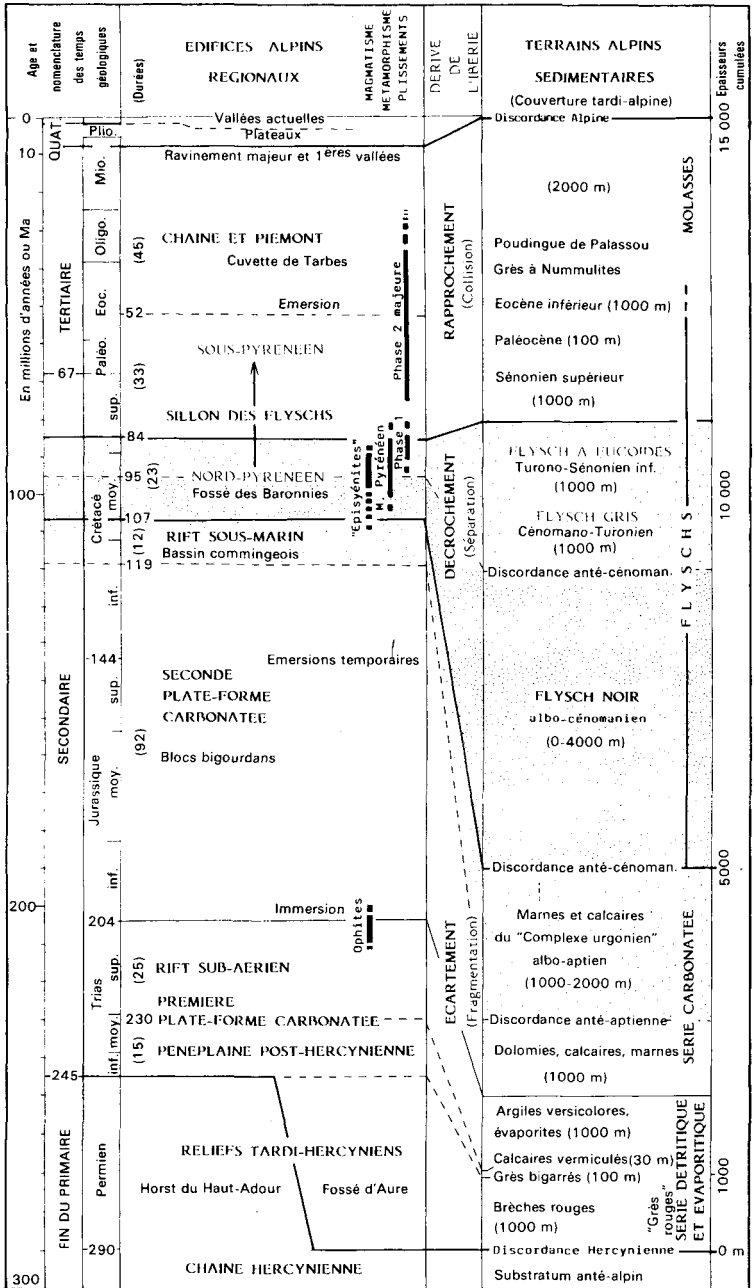 Age et
nomenclature
des temps
géologiques
(Durées)
EDIFICES ALPINS
REGIONAUX
MAGMATISME
METAMORPHISME
PLISSEMENTS
DERIVE
DE
L'IBERIE
TERRAINS ALPINS
SEDIMENTAIRES
(Couverture tardi-alpine)
Epaisseurs
cumulées
En millions d'années ou Ma
0
10
100
200
300
QUAT
TERTIAIRE
SECONDAIRE
FIN DU PRIMAIRE
67
144
245
290
Plio.
Mio.
Oligo.
Eoc.
Paléo.
sup.
moy.
inf.
Crétacé
sup.
moy.
inf.
Jurassique
sup.
moy.
inf.
Trias
Permien
(45)
52
(33)
84
(23)
95
107
(12)
119
(92)
204
(25)
230
(15)
Vallées actuelles
Plateaux
Ravinement majeur et 1ères vallées
CHAINE ET PIEMONT
Cuvette de Tarbes
Emersion
SOUS-PYRENEEN
SILLON DES FLYSCHS
NORD-PYRENEEN
Fossé des Baronnies
RIFT SOUS-MARIN
Bassin commingeois
Emersions temporaires
SECONDE
PLATE-FORME
CARBONATEE
Blocs bigourdans
Immersion
RIFT SUB-AERIEN
PREMIERE
PLATE-FORME CARBONATEE
PENEPLAINE POST-HERCYNIENNE
RELIEFS TARDI-HERCYNIENS
Horst du Haut-Adour
Fossé d'Aure
CHAINE HERCYNIENNE
"Episyénites"
M. Pyrénéen
Phase 1
Phase 2 majeure
Ophites
RAPPROCHEMENT
(Collision)
DECROCHEMENT
(Séparation)
ECARTEMENT
(Fragmentation)
Discordance Alpine
(2000 m)
Poudingue de Palassou
Grès à Nummulites
Eocène inférieur (1000 m)
Paléocène (100 m)
Sénonien supérieur
(1000 m)
FLYSCH A FUCOIDES
Turono-Sénonien inf.
(1000 m)
FLYSCH GRIS
Cénomano-Turonien
(1000 m)
Discordance anté-cénoman.
FLYSCH NOIR
albo-cénomanien
(0-4000 m)
Discordance anté-cénoman.
Marnes et calcaires
du "Complexe urgonien"
albo-aptien
(1000-2000 m)
Discordance anté-aptienne
Dolomies, calcaires, marnes
(1000 m)
Argiles versicolores,
évaporites (1000 m)
Calcaires vermiculés(30 m)
Grès bigarrés (100 m)
Brèches rouges
(1000 m)
Discordance Hercynienne
Substratum anté-alpin
MOLASSES
FLYSCHS
SERIE CARBONATEE
"Grès
rouges"
SERIE DETRITIQUE
ET EVAPORITIQUE
15 000
10 000
5000
1000
0 m